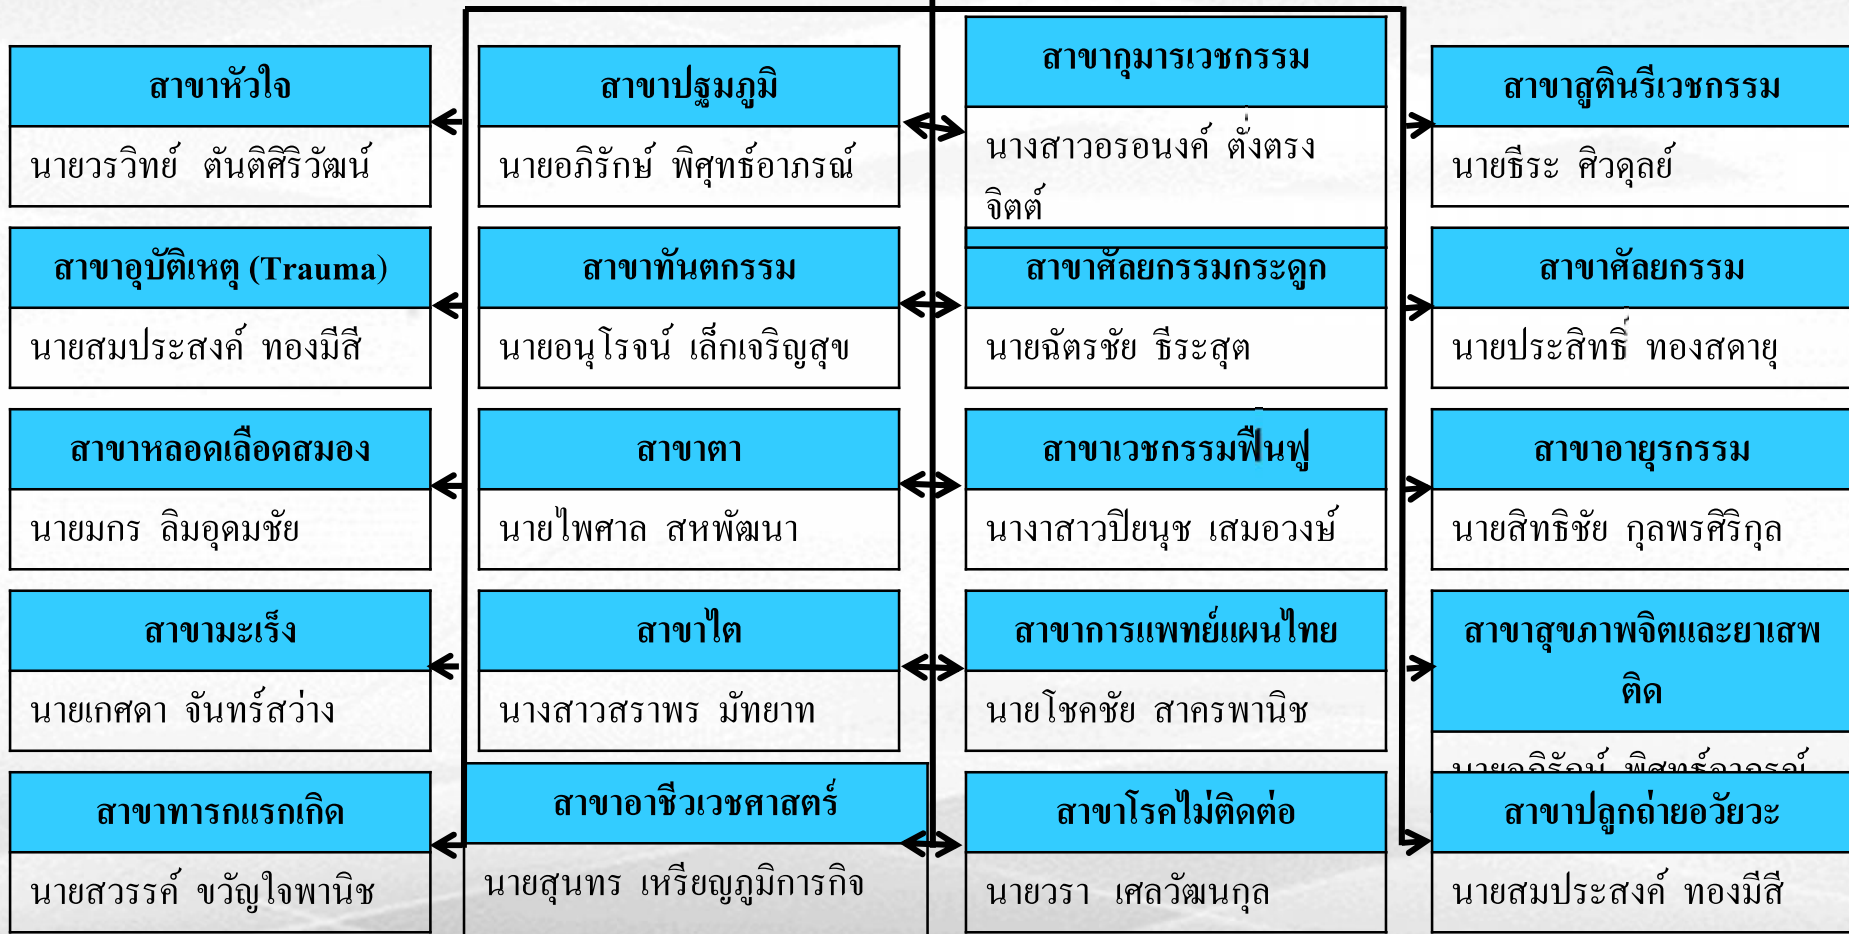 สาขาหัวใจ
นายวรวิทย์ ตันติศิริวัฒน์
สาขาปฐมภูมิ
นายอภิรักษ์ พิศุทธ์อาภรณ์
สาขากุมารเวชกรรม
นางสาวอรอนงค์ ตั่งตรง
จิตต์
สาขาสูตินรีเวชกรรม
นายธีระ ศิวดุลย์
สาขาอุบัติเหตุ (Trauma)
นายสมประสงค์ ทองมีสี
สาขาทันตกรรม
นายอนุโรจน์ เล็กเจริญสุข
สาขาศัลยกรรมกระดูก
นายฉัตรชัย ธีระสุต
สาขาศัลยกรรม
นายประสิทธิ์ ทองสดายุ
สาขาหลอดเลือดสมอง
นายมกร ลิมอุดมชัย
สาขาตา
นายไพศาล สหพัฒนา
สาขาเวชกรรมฟื้นฟู
นางาสาวปิยนุช เสมอวงษ์
สาขาอายุรกรรม
นายสิทธิชัย กุลพรศิริกุล
สาขามะเร็ง
นายเกศดา จันทร์สว่าง
สาขาไต
นางสาวสราพร มัทยาท
สาขาการแพทย์แผนไทย
นายโชคชัย สาครพานิช
สาขาสุขภาพจิตและยาเสพ
ติด
นายอภิรักษ์ พิศุทธ์อาภรณ์
สาขาทารกแรกเกิด
นายสวรรค์ ขวัญใจพานิช
สาขาอาชีวเวชศาสตร์
นายสุนทร เหรียญภูมิการกิจ
สาขาโรคไม่ติดต่อ
นายวรา เศลวัฒนกุล
สาขาปลูกถ่ายอวัยวะ
นายสมประสงค์ ทองมีสี